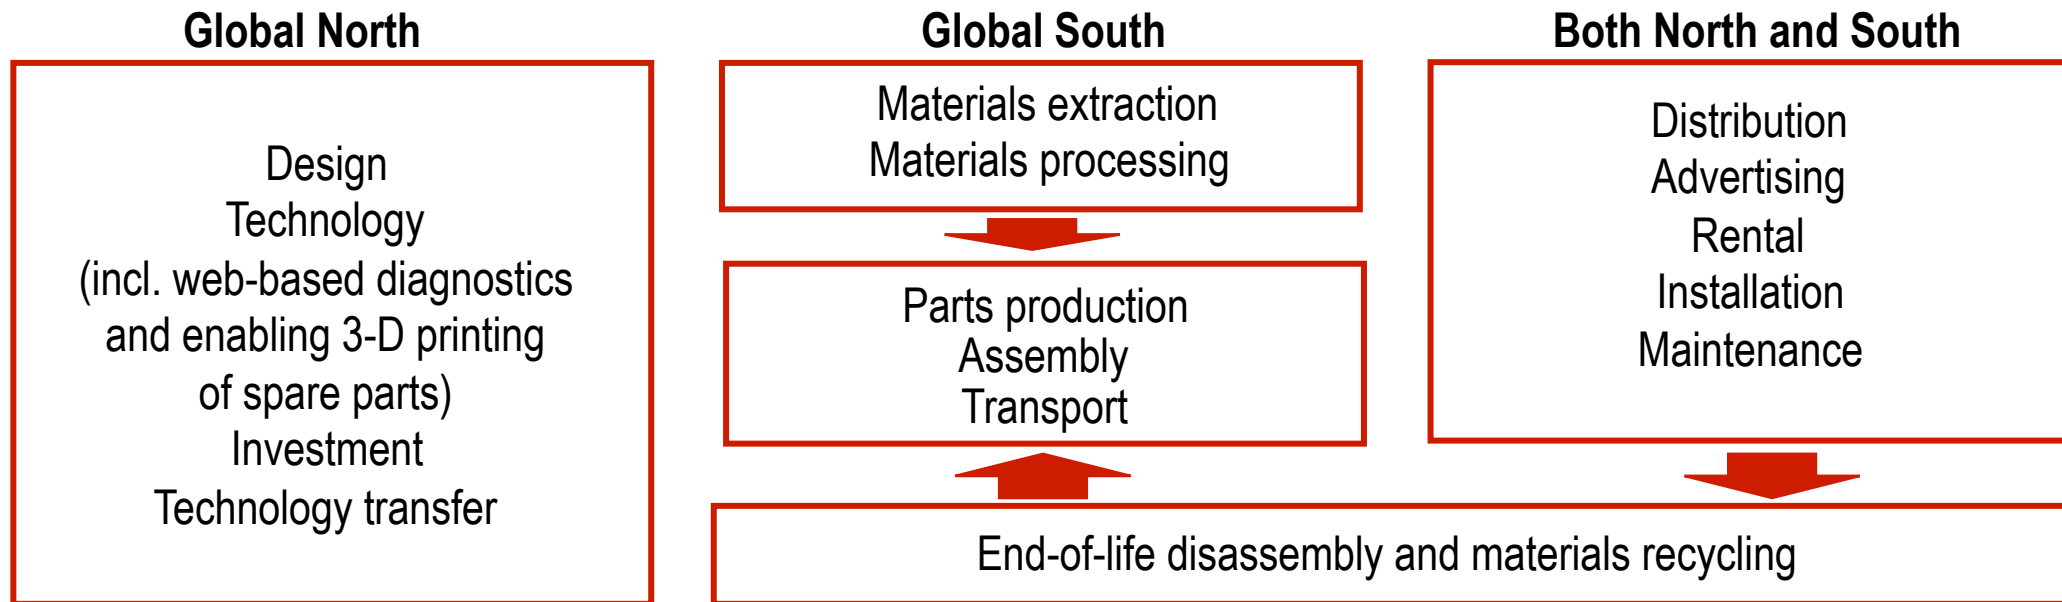 Global North
Design
Technology
(incl. web-based diagnostics
and enabling 3-D printing
of spare parts)
Investment
Technology transfer
Global South
Materials extraction
Materials processing
Parts production
Assembly
Transport
Both North and South
Distribution
Advertising
Rental
Installation
Maintenance
End-of-life disassembly and materials recycling